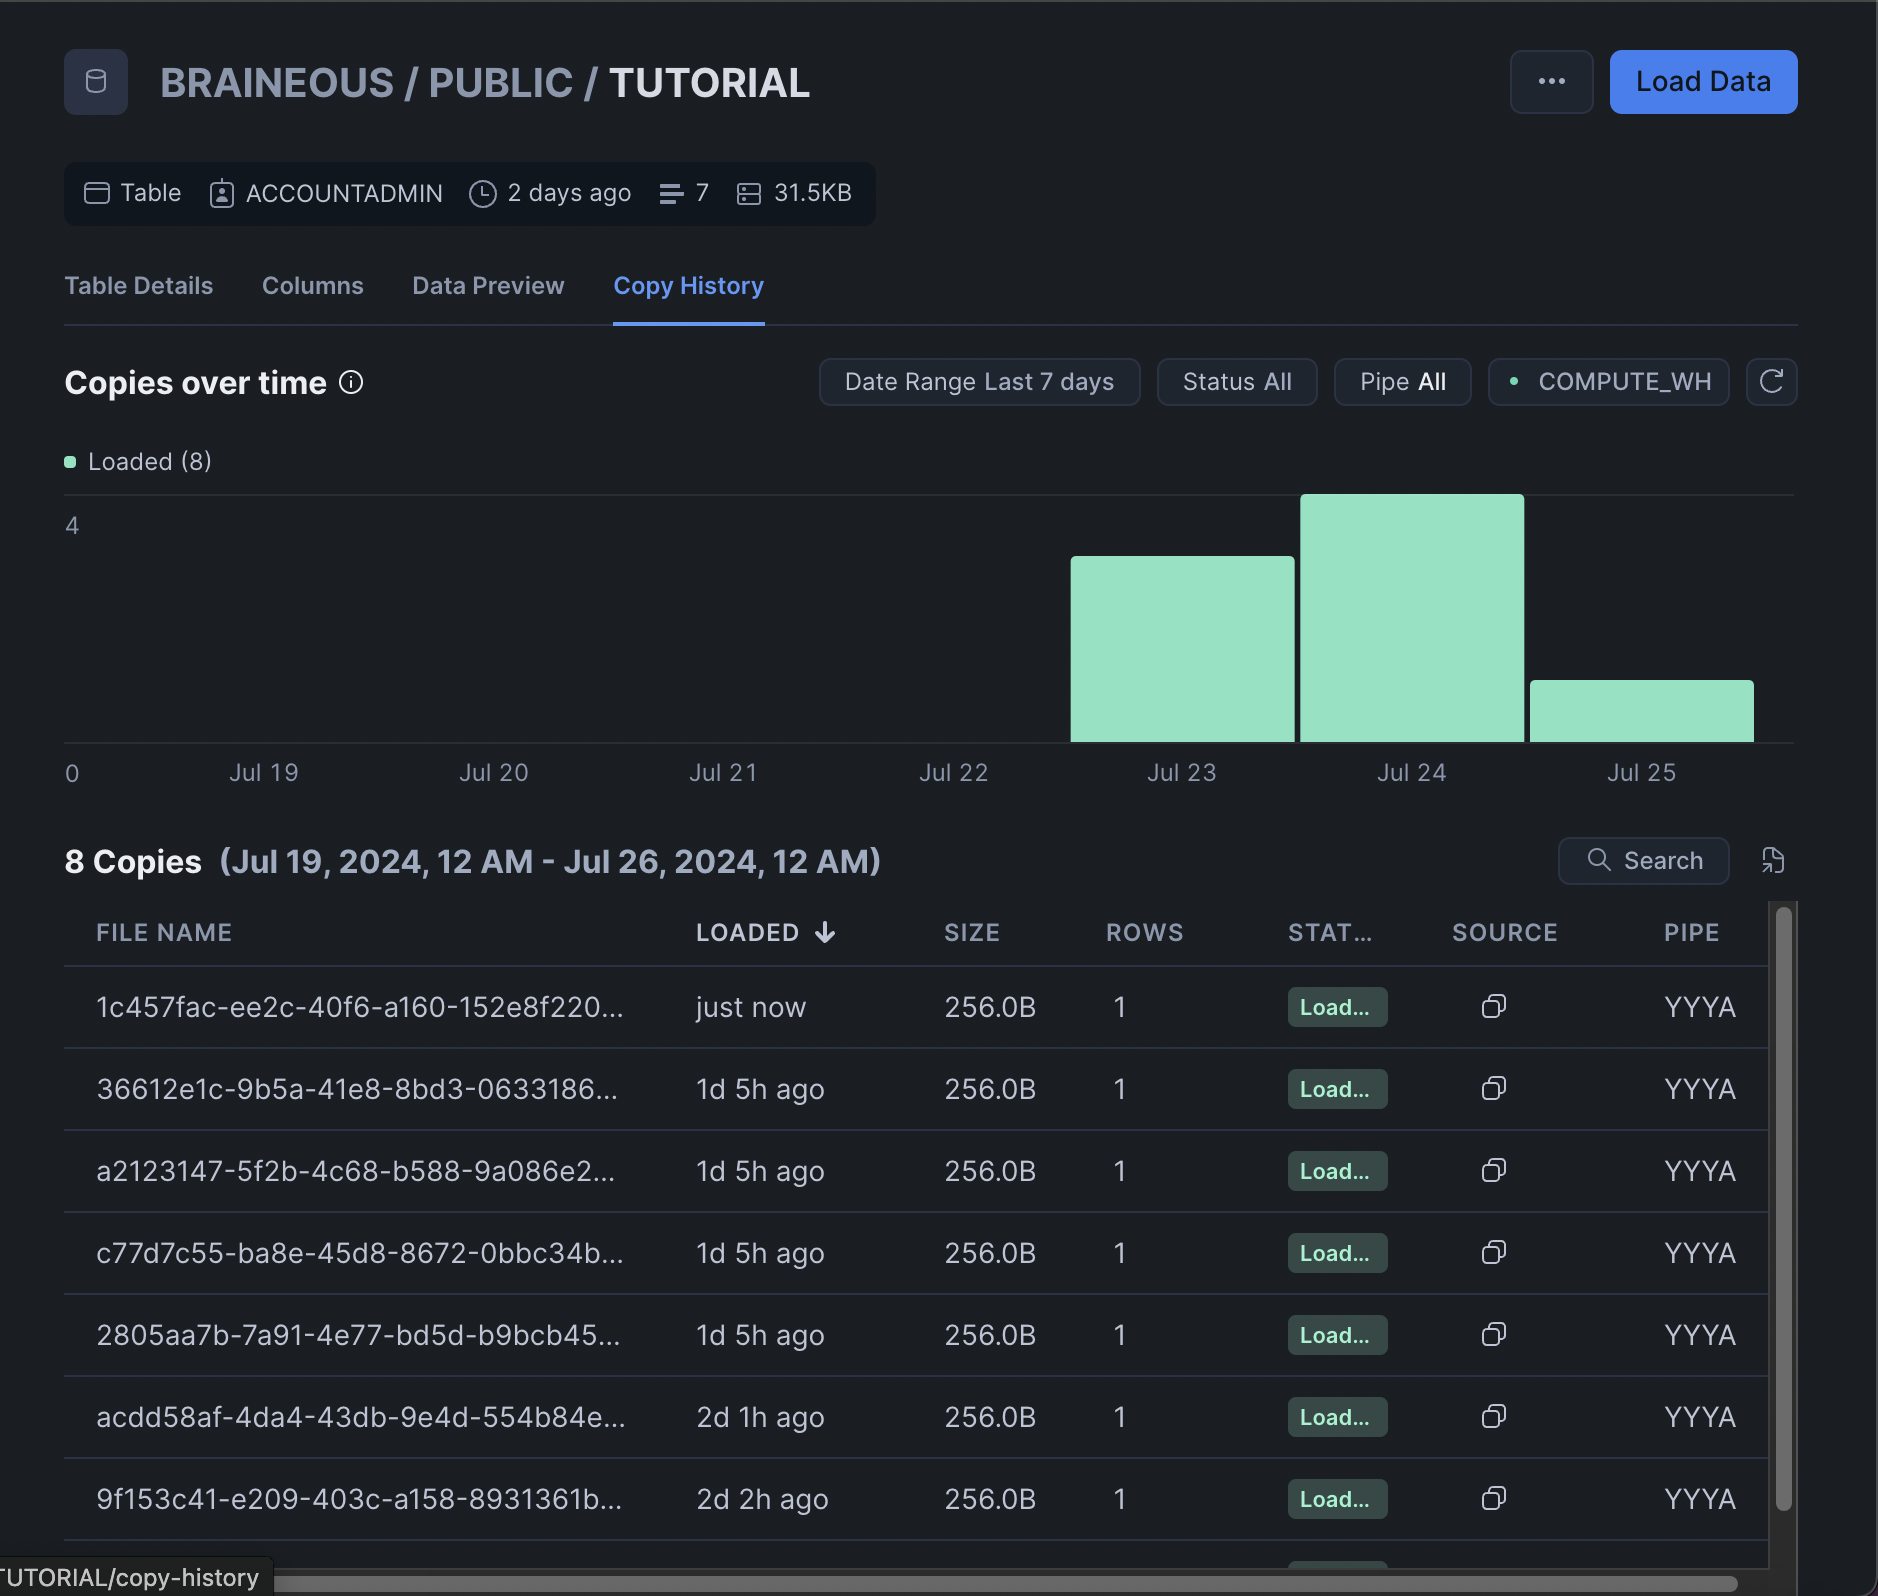 BRAINEOUS / PUBLIC / TUTORIAL
Load Data
Table ACCOUNTADMIN 2 days ago 7 31.5KB
Table Details Columns Data Preview Copy History
Copies over time
Date Range Last 7 days Status All Pipe All COMPUTE_WH
Loaded (8)
4
0 Jul 19 Jul 20 Jul 21 Jul 22 Jul 23 Jul 24 Jul 25
8 Copies (Jul 19, 2024, 12 AM - Jul 26, 2024, 12 AM)
Search
FILE NAME LOADED SIZE ROWS STAT... SOURCE PIPE
1c457fac-ee2c-40f6-a160-152e8f220... just now 256.0B 1 Load... YYYA
36612e1c-9b5a-41e8-8bd3-0633186... 1d 5h ago 256.0B 1 Load... YYYA
a2123147-5f2b-4c68-b588-9a086e2... 1d 5h ago 256.0B 1 Load... YYYA
c77d7c55-ba8e-45d8-8672-0bbc34b... 1d 5h ago 256.0B 1 Load... YYYA
2805aa7b-7a91-4e77-bd5d-b9bcb45... 1d 5h ago 256.0B 1 Load... YYYA
acdd58af-4da4-43db-9e4d-554b84e... 2d 1h ago 256.0B 1 Load... YYYA
9f153c41-e209-403c-a158-8931361b... 2d 2h ago 256.0B 1 Load... YYYA
TUTORIAL/copy-history